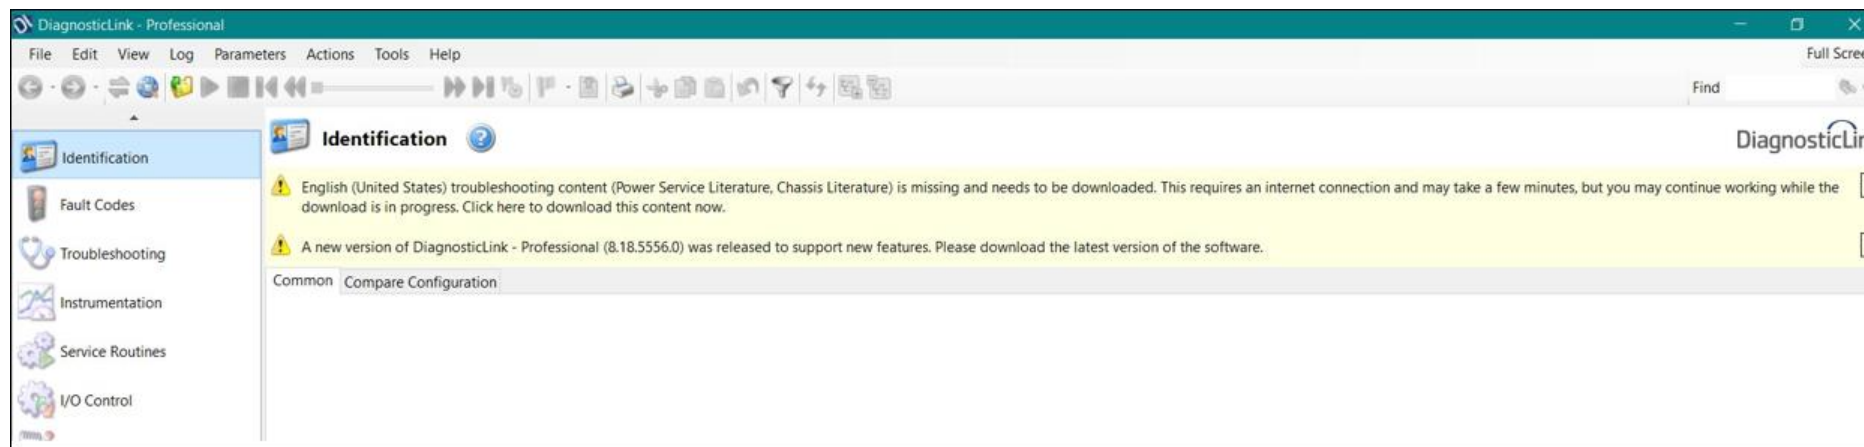 DiagnosticLink - Professional
File Edit View Log Parameters Actions Tools Help Full Scree
Find
Identification
Fault Codes
Troubleshooting
Instrumentation
Service Routines
I/O Control
Identification
DiagnosticLin
English (United States) troubleshooting content (Power Service Literature, Chassis Literature) is missing and needs to be downloaded. This requires an internet connection and may take a few minutes, but you may continue working while the
download is in progress. Click here to download this content now.
A new version of DiagnosticLink - Professional (8.18.5556.0) was released to support new features. Please download the latest version of the software.
Common Compare Configuration